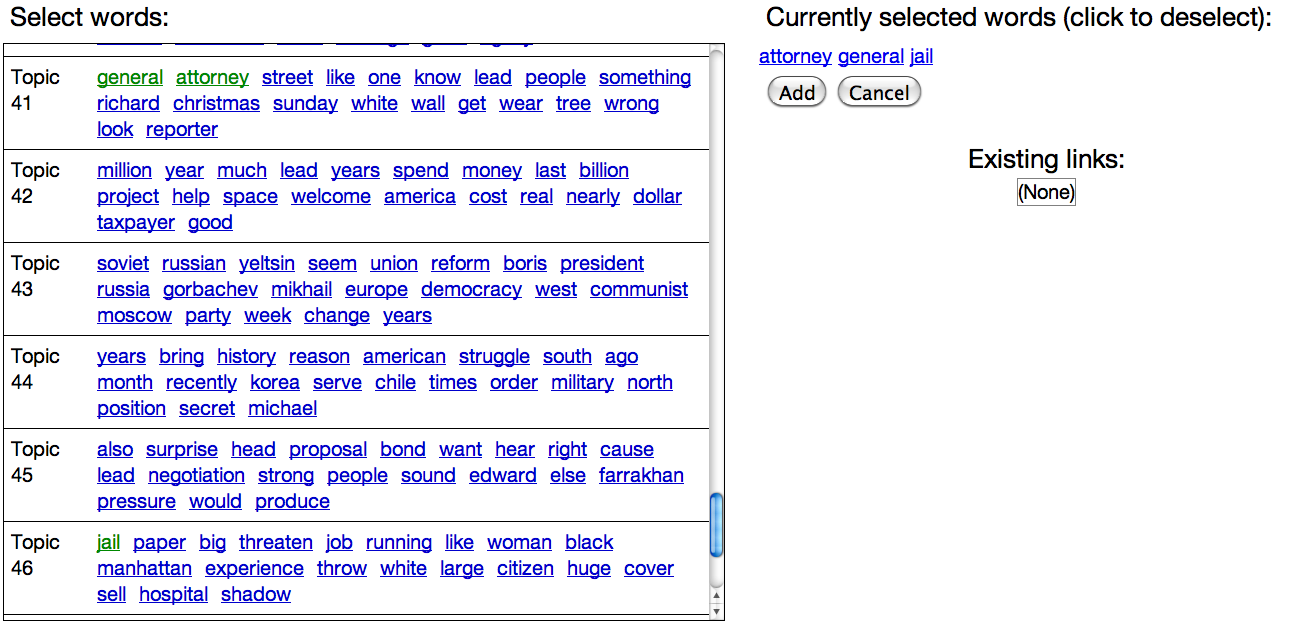 Select words:
Topic 41
general attorney street like one know lead people something
richard christmas sunday white wall get wear tree wrong
look reporter
Topic 42
million year much lead years spend money last billion
project help space welcome america cost real nearly dollar
taxpayer good
Topic 43
soviet russian yeltsin seem union reform boris president
russia gorbachev mikhail europe democracy west communist
moscow party week change years
Topic 44
years bring history reason american struggle south ago
month recently korea serve chile times order military north
position secret michael
Topic 45
also surprise head proposal bond want hear right cause
lead negotiation strong people sound edward else farrakhan
pressure would produce
Topic 46
jail paper big threaten job running like woman black
manhattan experience throw white large citizen huge cover
sell hospital shadow
Currently selected words (click to deselect):
attorney general jail
Add Cancel
Existing links:
(None)